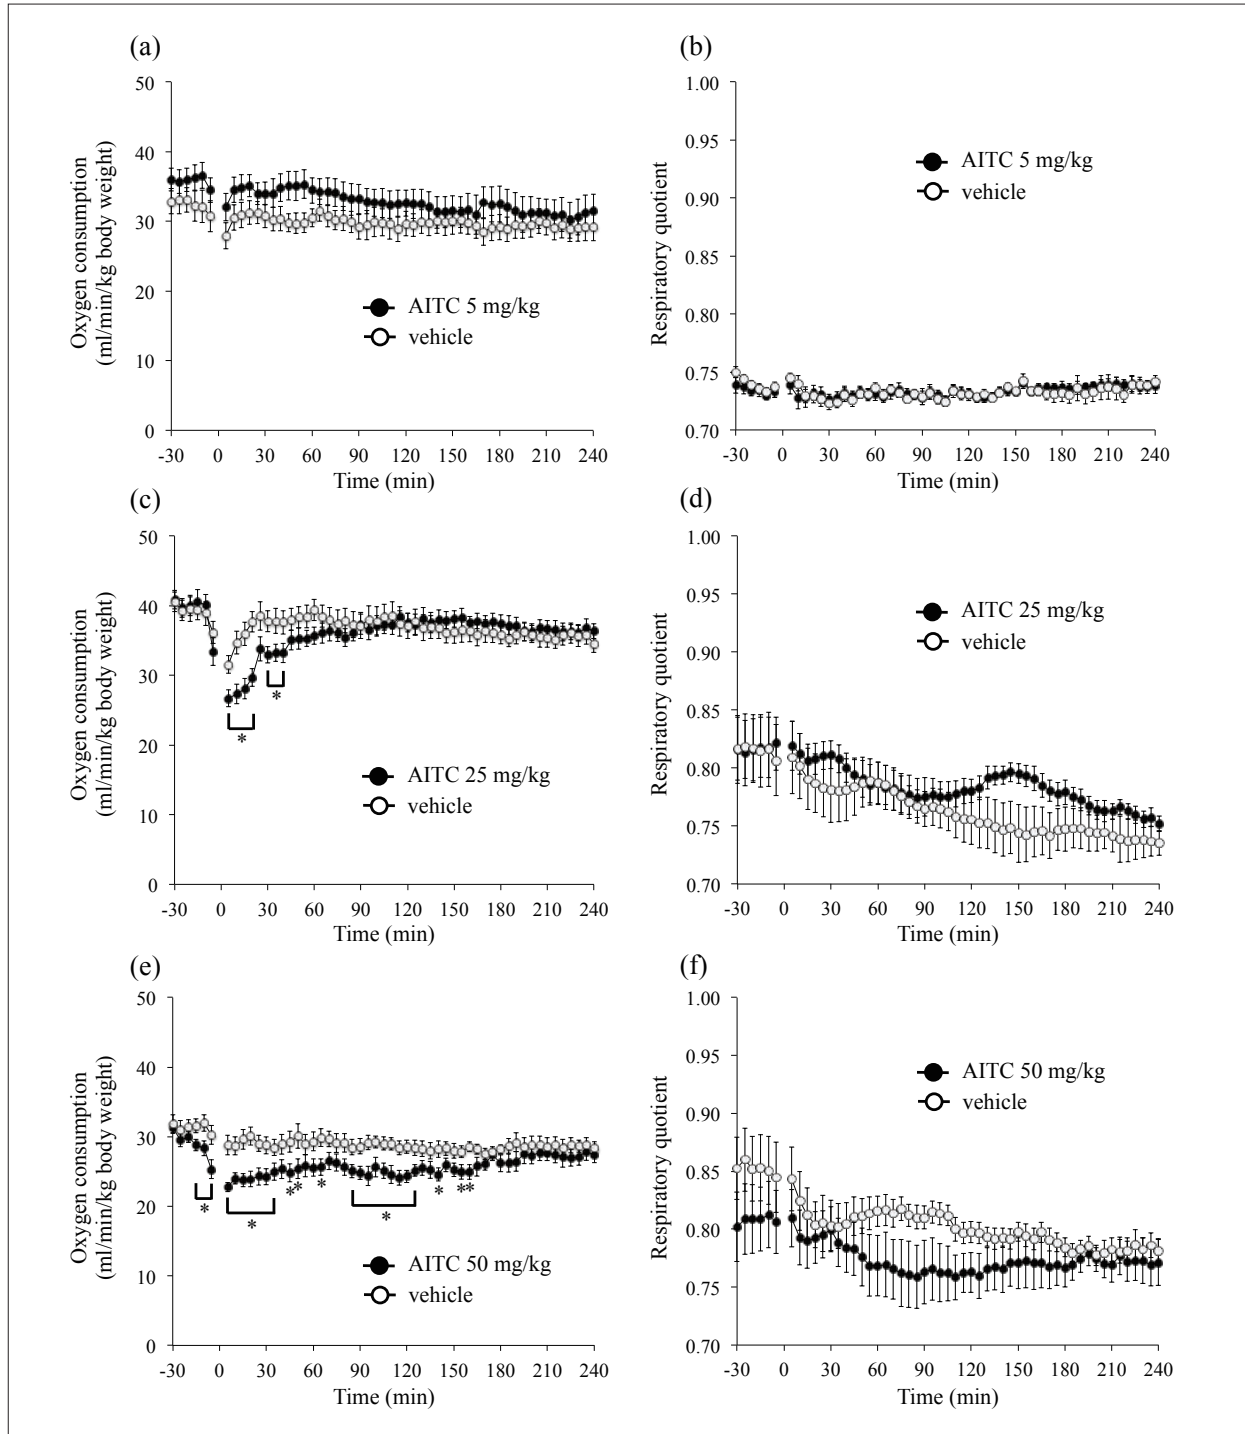 (a)
50
40
30
20
10
0
Oxygen consumption
(ml/min/kg body weight)
AITC 5 mg/kg
vehicle
-30 0 30 60 90 120 150 180 210 240
Time (min)
(b)
1.00
0.95
0.90
0.85
0.80
0.75
0.70
Respiratory quotient
AITC 5 mg/kg
vehicle
-30 0 30 60 90 120 150 180 210 240
Time (min)
(c)
50
40
30
20
10
0
Oxygen consumption
(ml/min/kg body weight)
*
*
AITC 25 mg/kg
vehicle
-30 0 30 60 90 120 150 180 210 240
Time (min)
(d)
1.00
0.95
0.90
0.85
0.80
0.75
0.70
Respiratory quotient
AITC 25 mg/kg
vehicle
-30 0 30 60 90 120 150 180 210 240
Time (min)
(e)
50
40
30
20
10
0
Oxygen consumption
(ml/min/kg body weight)
* * * * * * * * *
AITC 50 mg/kg
vehicle
-30 0 30 60 90 120 150 180 210 240
Time (min)
(f)
1.00
0.95
0.90
0.85
0.80
0.75
0.70
Respiratory quotient
AITC 50 mg/kg
vehicle
-30 0 30 60 90 120 150 180 210 240
Time (min)